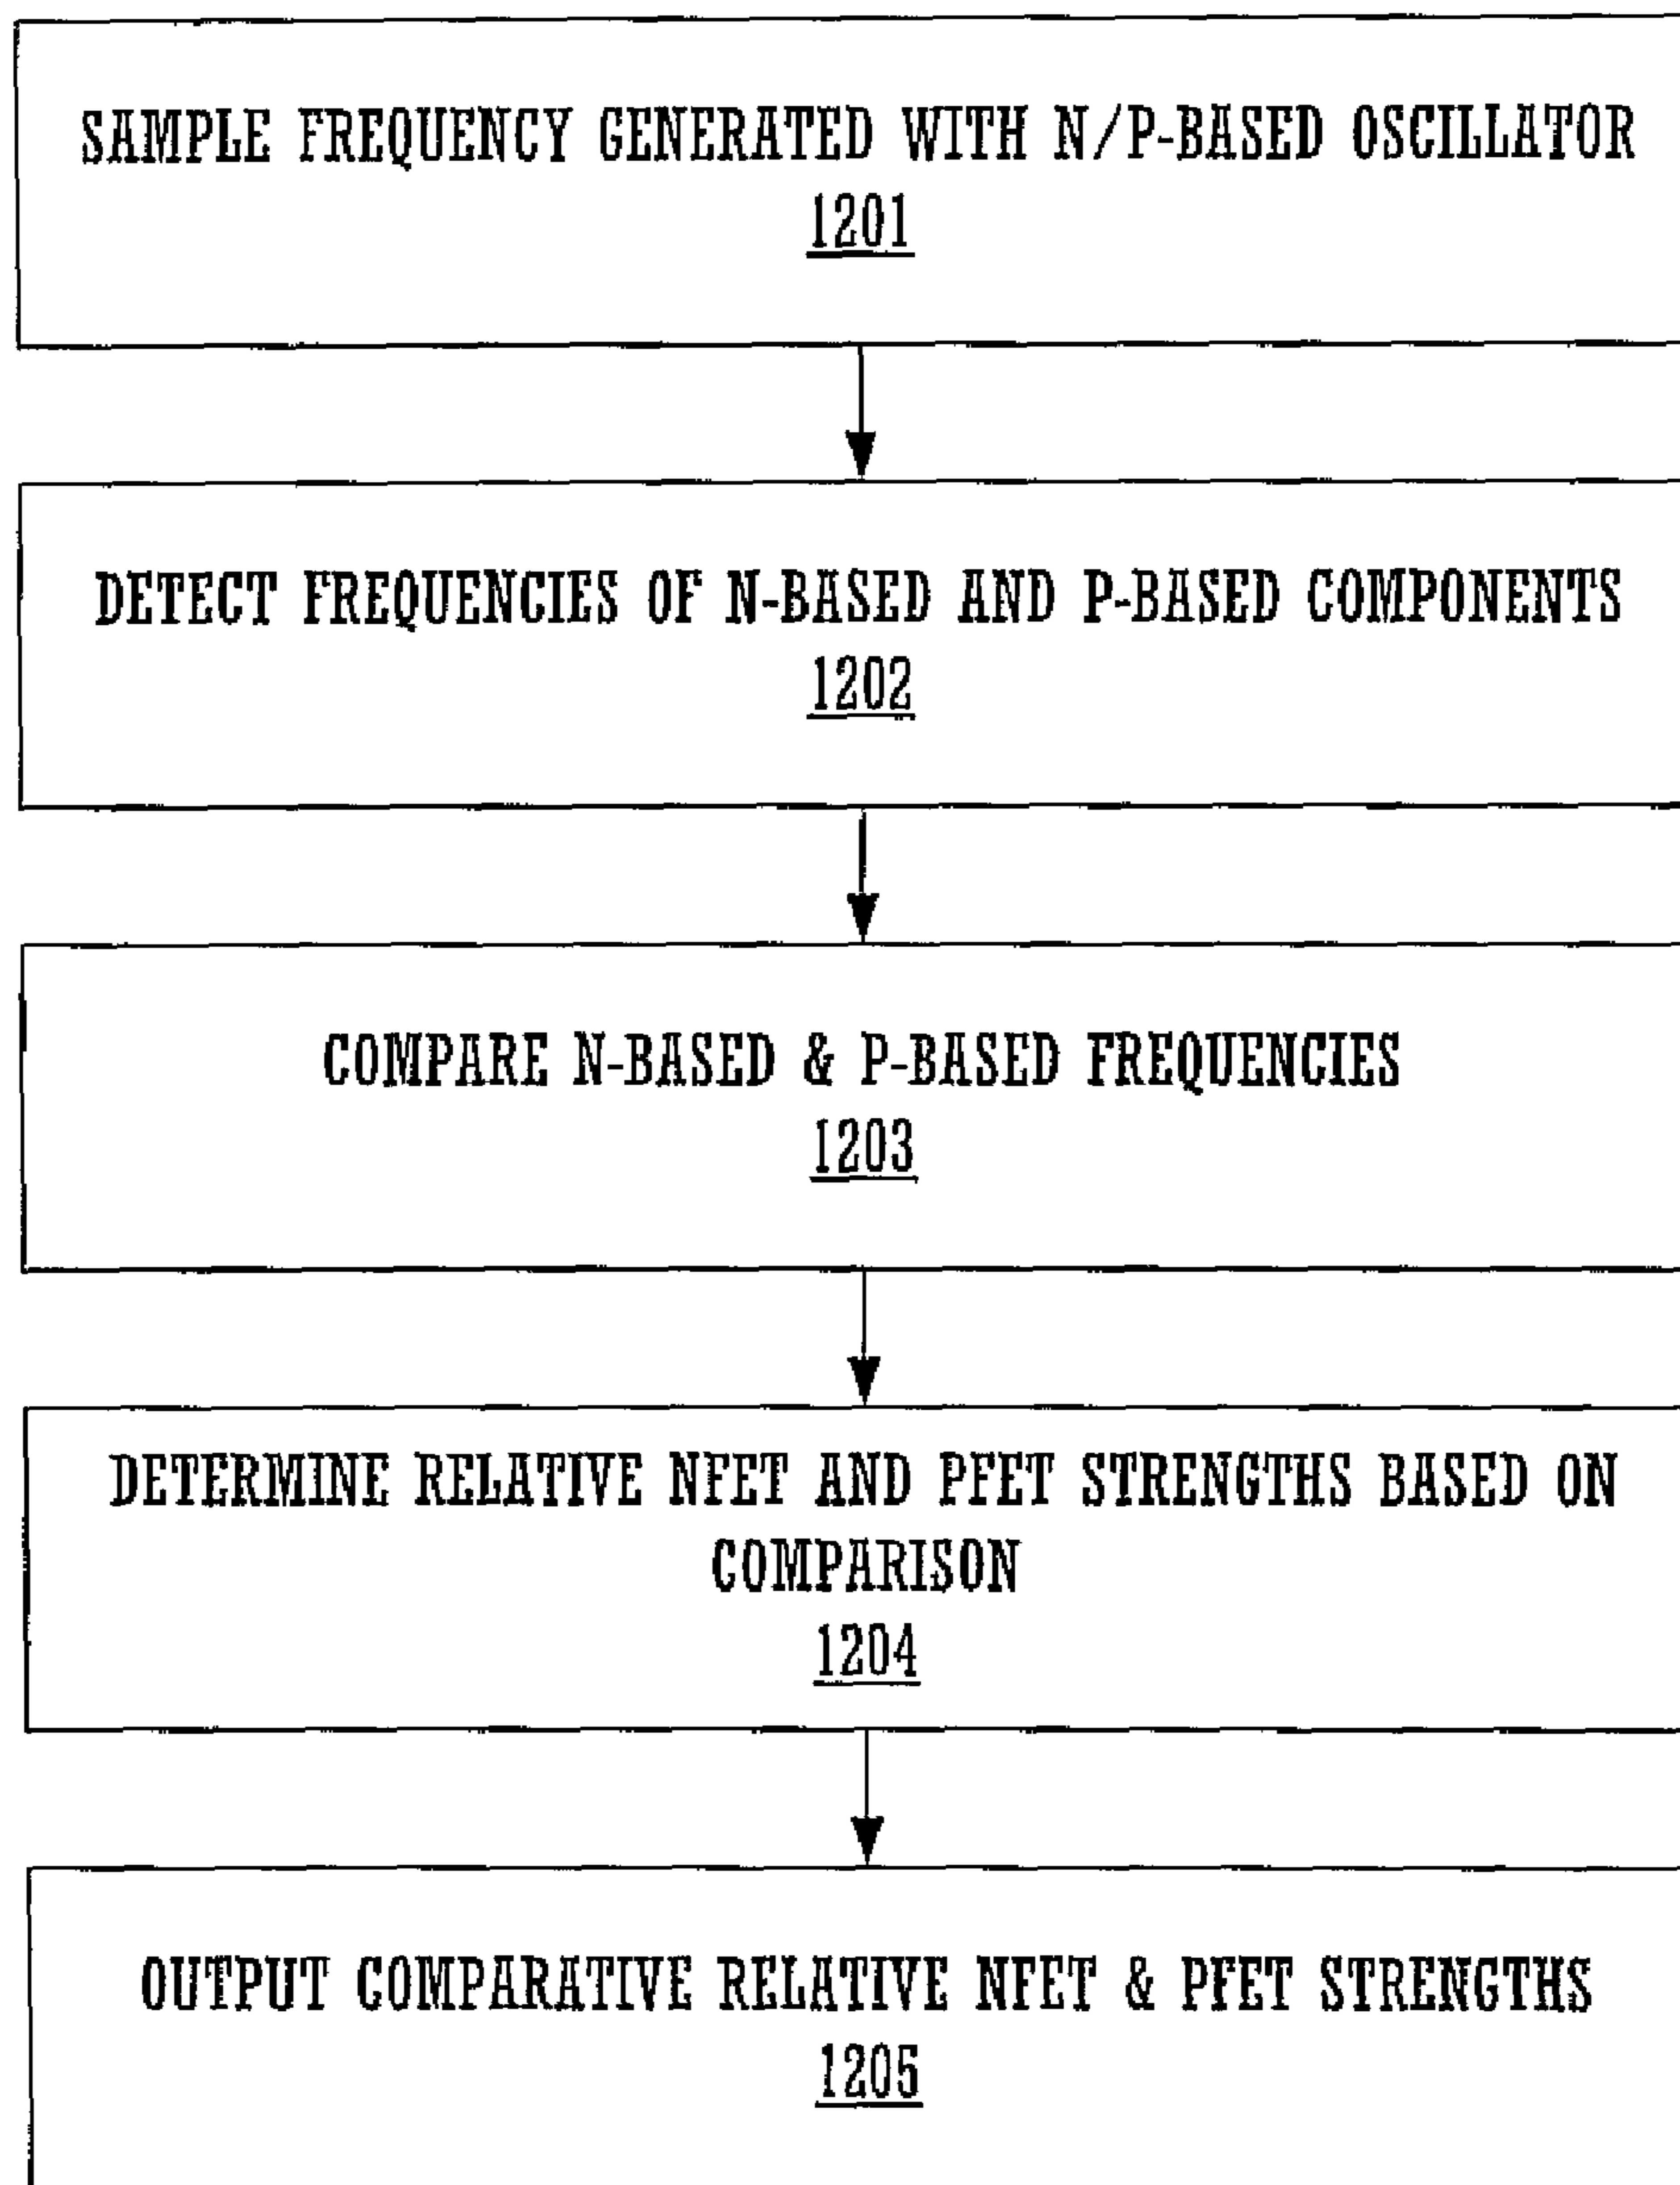 SAMPLE FREQUENCY GENERATED WITH N/P-BASED OSCILLATOR
1201
DETECT FREQUENCIES OF N-BASED AND P-BASED COMPONENTS
1202
COMPARE N-BASED & P-BASED FREQUENCIES
1203
DETERMINE RELATIVE NFET AND PFET STRENGTHS BASED ON
COMPARISON
1204
OUTPUT COMPARATIVE RELATIVE NFET & PFET STRENGTHS
1205